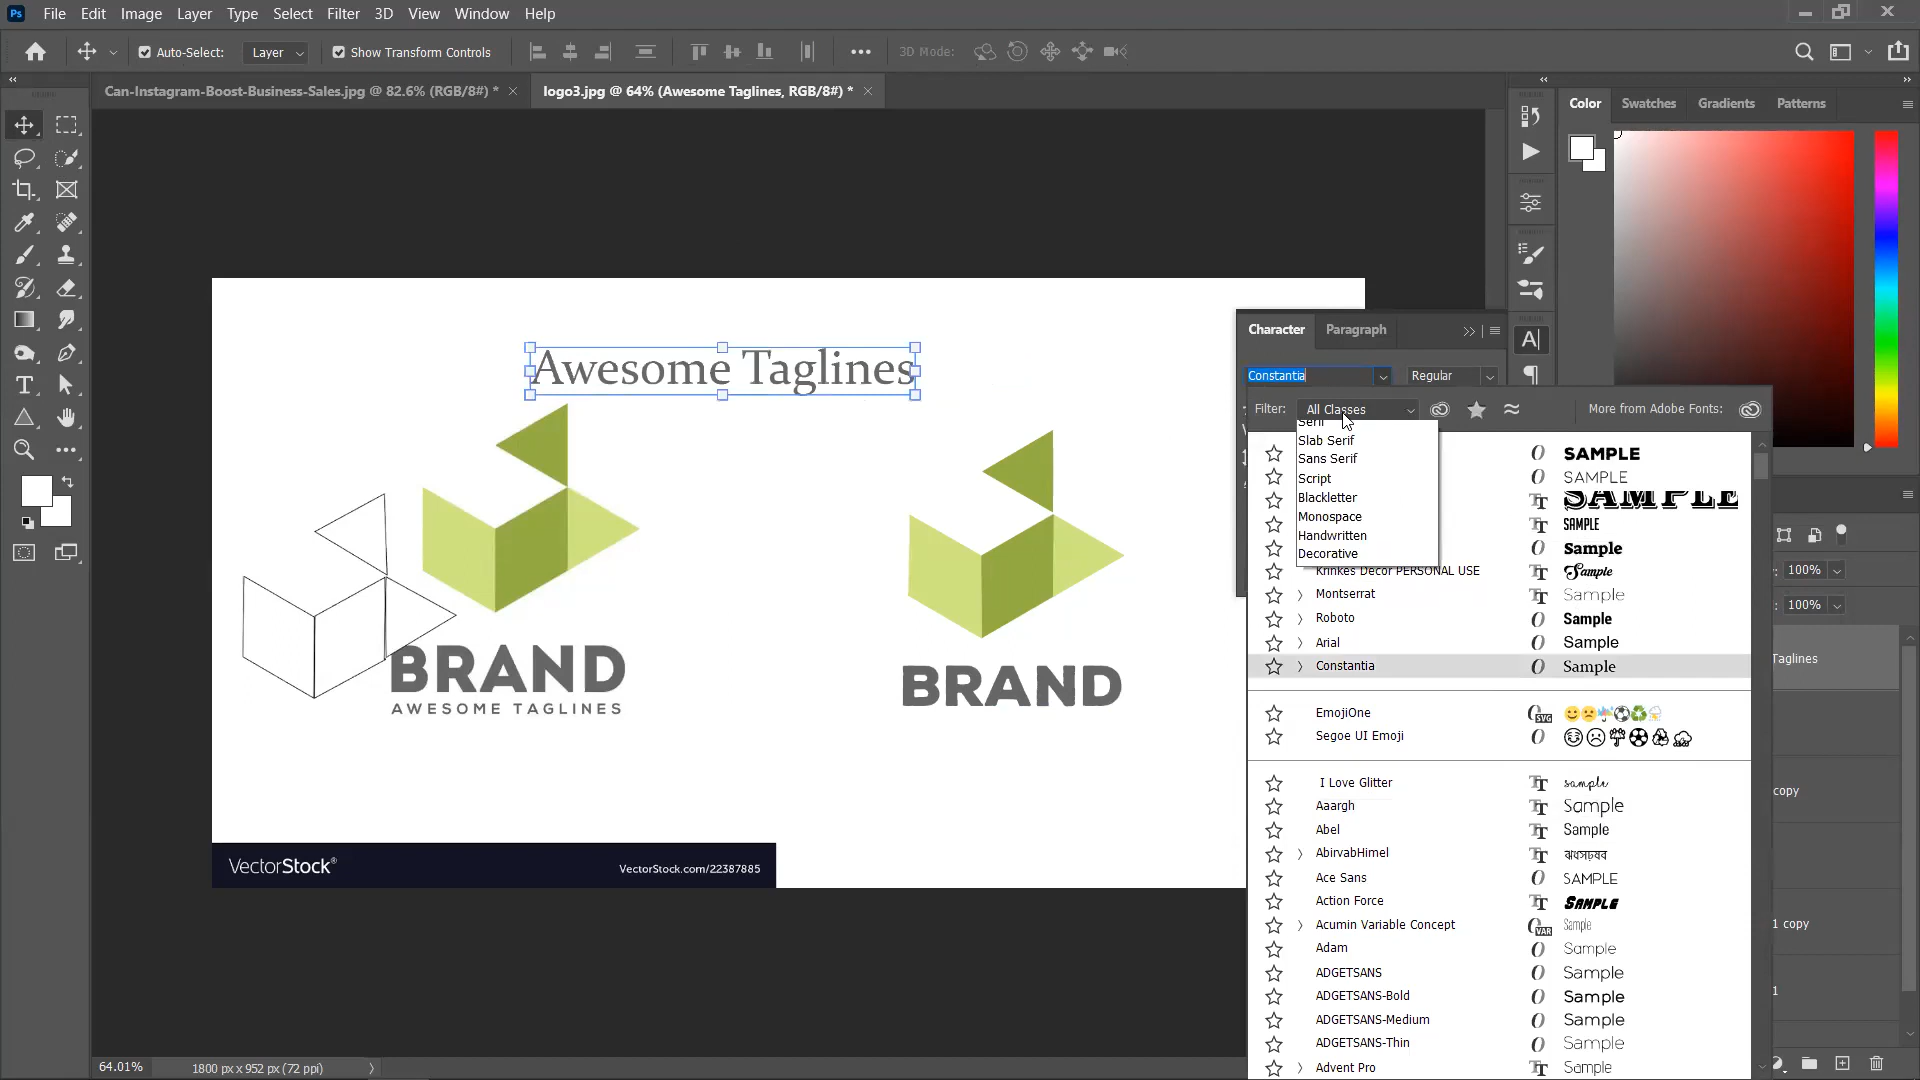 Ps File Edit Image Layer Type Select Filter 3D View Window Help
Auto-Select: Layer Show Transform Controls 3D Mode:
Can-Instagram-Boost-Business-Sales.jpg @ 82.6% (RGB/8#) *
logo3.jpg @ 64% (Awesome Taglines, RGB/8#) *
Color Swatches Gradients Patterns
Awesome Taglines
BRAND
AWESOME TAGLINES
BRAND
VectorStock®
VectorStock.com/22387885
Character Paragraph
Constantia Regular
Filter: All Classes More from Adobe Fonts:
Serif
Slab Serif
Sans Serif
Script
Blackletter
Monospace
Handwritten
Decorative
SAMPLE
SAMPLE
SAMPLE
SAMPLE
Sample
Krinkes Decor PERSONAL USE Sample
Montserrat Sample
Roboto Sample
Arial Sample
Constantia Sample
EmojiOne
Segoe UI Emoji
I Love Glitter sample
Aaargh Sample
Abel Sample
AbirvabHimel
Ace Sans SAMPLE
Action Force SAMPLE
Acumin Variable Concept Sample
Adam Sample
ADGETSANS Sample
ADGETSANS-Bold Sample
ADGETSANS-Medium Sample
ADGETSANS-Thin Sample
Advent Pro Sample
100%
100%
Taglines
copy
1 copy
1
64.01% 1800 px x 952 px (72 ppi)